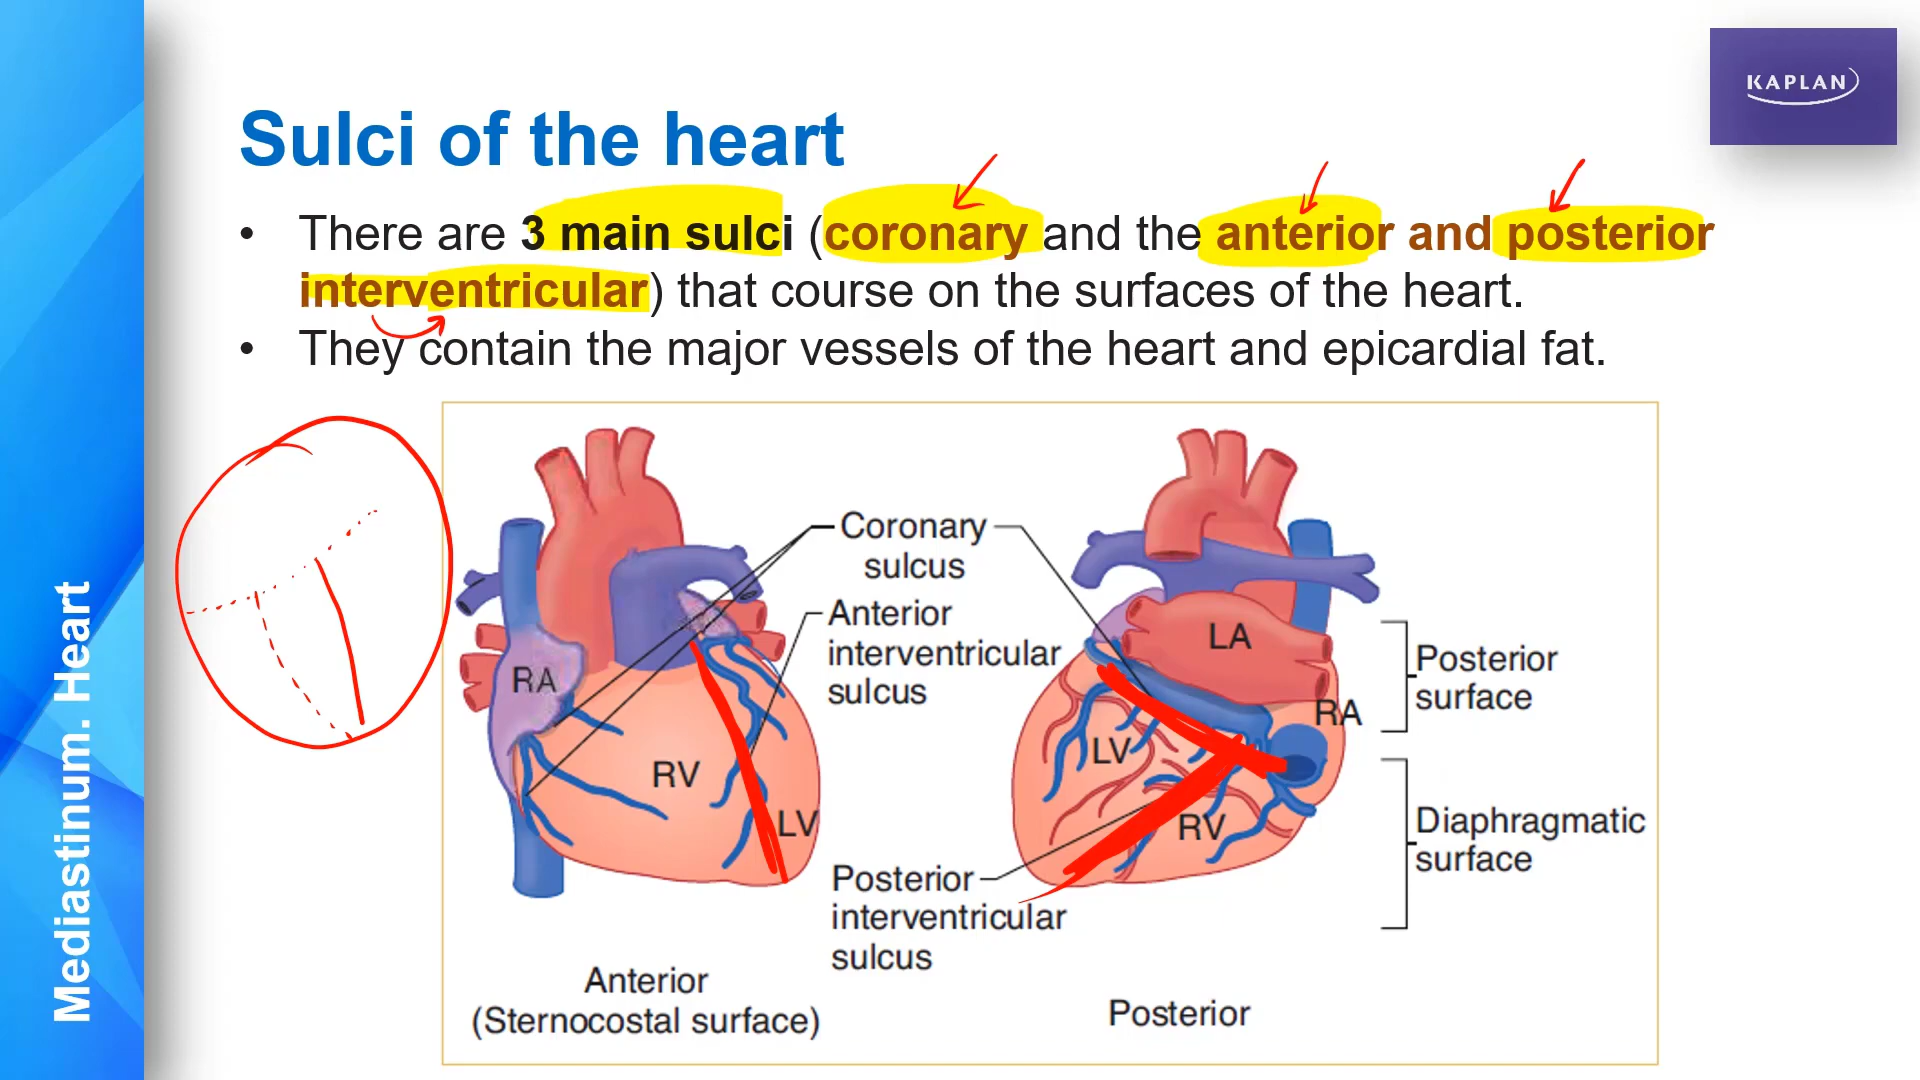 KAPLAN
Sulci of the heart
• There are 3 main sulci (coronary and the anterior and posterior
interventricular) that course on the surfaces of the heart.
• They contain the major vessels of the heart and epicardial fat.
Mediastinum. Heart
Coronary
sulcus
Anterior
interventricular
sulcus
RA
RV
LV
LA
RA
LV
RV
Posterior
surface
Diaphragmatic
surface
Posterior
interventricular
sulcus
Anterior
(Sternocostal surface)
Posterior